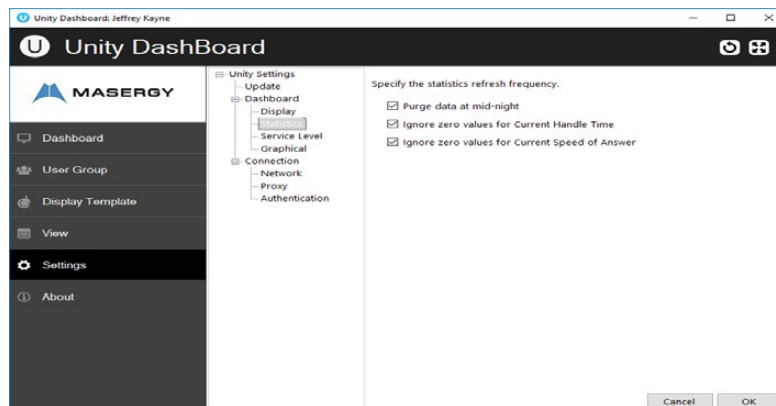 Unity Dashboard: Jeffrey Kayne
U Unity DashBoard
MASERGY
Dashboard
User Group
Display Template
View
Settings
About
Unity Settings
Update
Dashboard
Display
Statistics
Service Level
Graphical
Connection
Network
Proxy
Authentication
Specify the statistics refresh frequency.
Purge data at mid-night
Ignore zero values for Current Handle Time
Ignore zero values for Current Speed of Answer
Cancel
OK